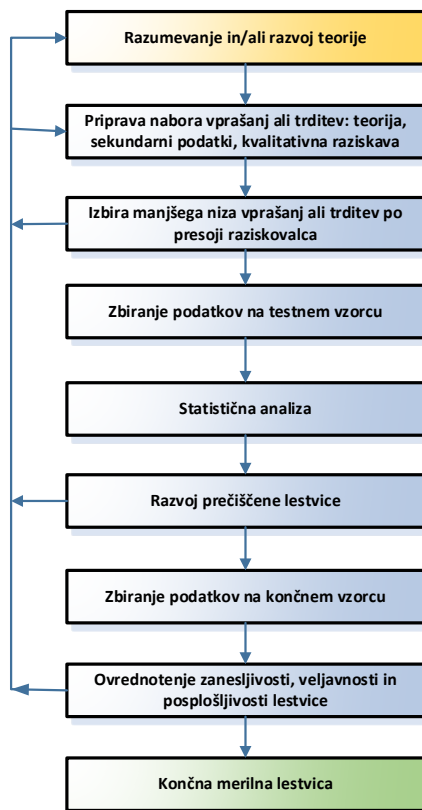 Razumevanje in/ali razvoj teorije
Priprava nabora vprašanj ali trditev: teorija,
sekundarni podatki, kvalitativna raziskava
Izbira manjšega niza vprašanj ali trditev po
presoji raziskovalca
Zbiranje podatkov na testnem vzorcu
Statistična analiza
Razvoj prečiščene lestvice
Zbiranje podatkov na končnem vzorcu
Ovrednotenje zanesljivosti, veljavnosti in
posplošljivosti lestvice
Končna merilna lestvica